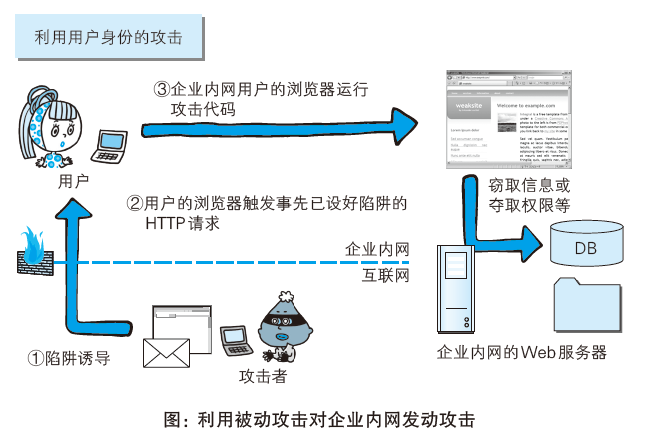 利用用户身份的攻击
③企业内网用户的浏览器运行
攻击代码
weaksite
Welcome to example.com
用户
②用户的浏览器触发事先已设好陷阱的
HTTP请求
窃取信息或
夺取权限等
DB
企业内网
互联网
①陷阱诱导
攻击者
企业内网的Web服务器
图：利用被动攻击对企业内网发动攻击